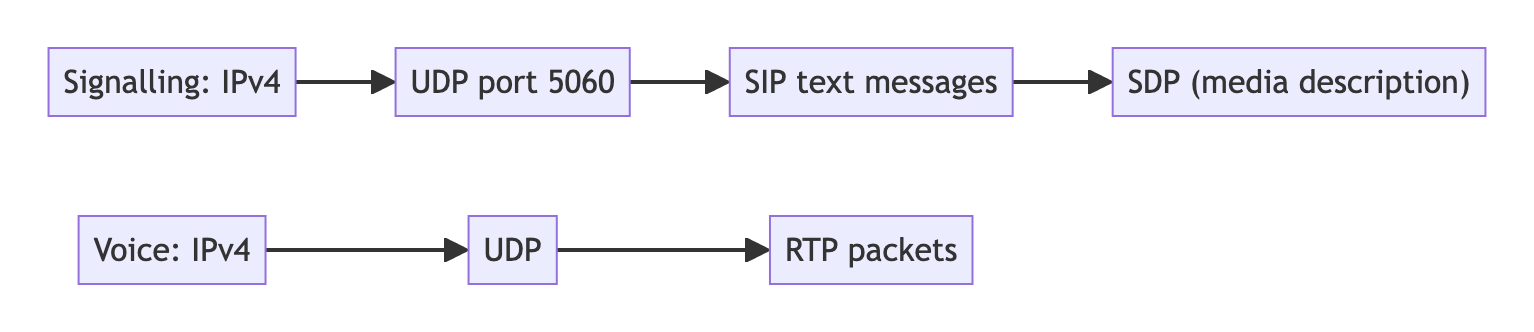 Signalling: IPv4
UDP port 5060
SIP text messages
SDP (media description)
Voice: IPv4
UDP
RTP packets